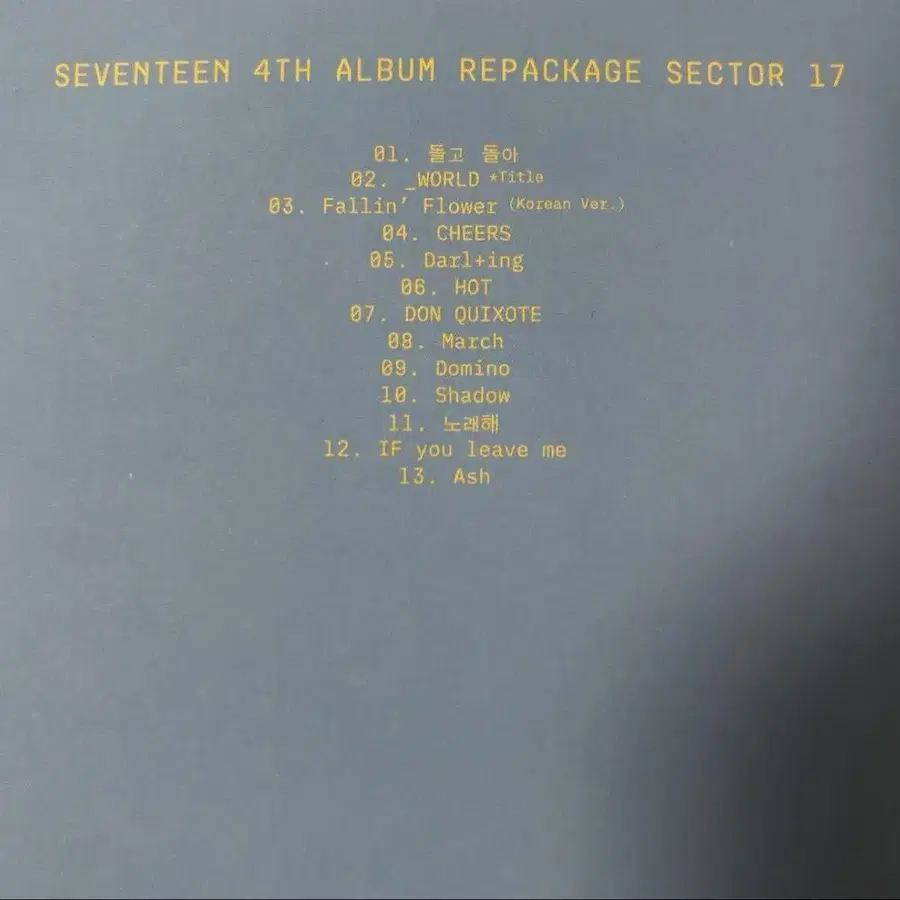 SEVENTEEN 4TH ALBUM REPACKAGE SECTOR 17
01. 돌고 돌아
02. _WORLD *Title
03. Fallin' Flower (Korean Ver.)
04. CHEERS
05. Darl+ing
06. HOT
07. DON QUIXOTE
08. March
09. Domino
10. Shadow
11. 노래해
12. IF you leave me
13. Ash